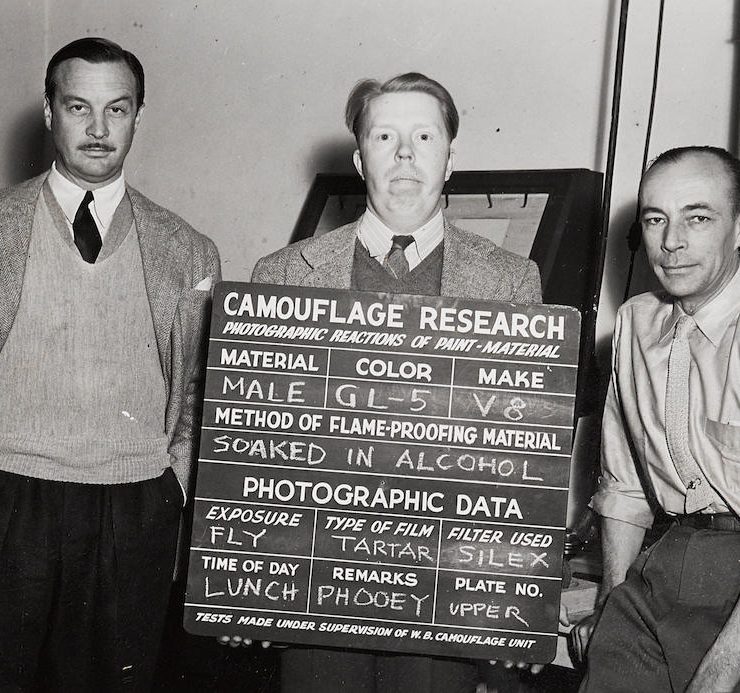 CAMOUFLAGE RESEARCH
PHOTOGRAPHIC REACTIONS OF PAINT-MATERIAL
MATERIAL COLOR MAKE
MALE GL-5 V8
METHOD OF FLAME-PROOFING MATERIAL
SOAKED IN ALCOHOL
PHOTOGRAPHIC DATA
EXPOSURE TYPE OF FILM FILTER USED
FLY TARTAR SILEX
TIME OF DAY REMARKS PLATE NO.
LUNCH PHOOEY UPPER
TESTS MADE UNDER SUPERVISION OF W.B. CAMOUFLAGE UNIT